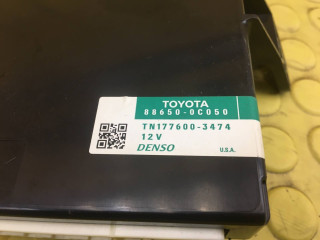 TOYOTA
88650-0C050
TN177600-3474
12V
DENSO U.S.A.